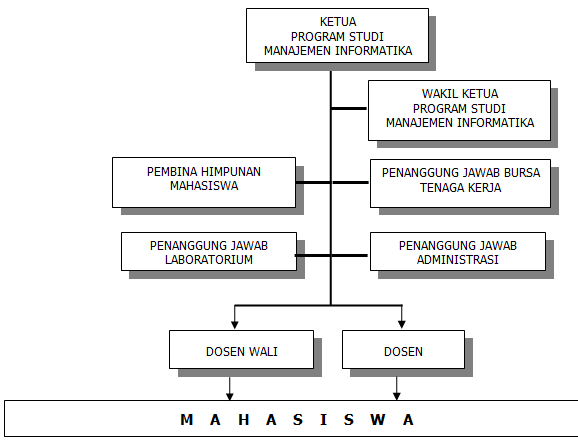 KETUA
PROGRAM STUDI
MANAJEMEN INFORMATIKA
WAKIL KETUA
PROGRAM STUDI
MANAJEMEN INFORMATIKA
PEMBINA HIMPUNAN
MAHASISWA
PENANGGUNG JAWAB BURSA
TENAGA KERJA
PENANGGUNG JAWAB
LABORATORIUM
PENANGGUNG JAWAB
ADMINISTRASI
DOSEN WALI
DOSEN
M A H A S I S W A